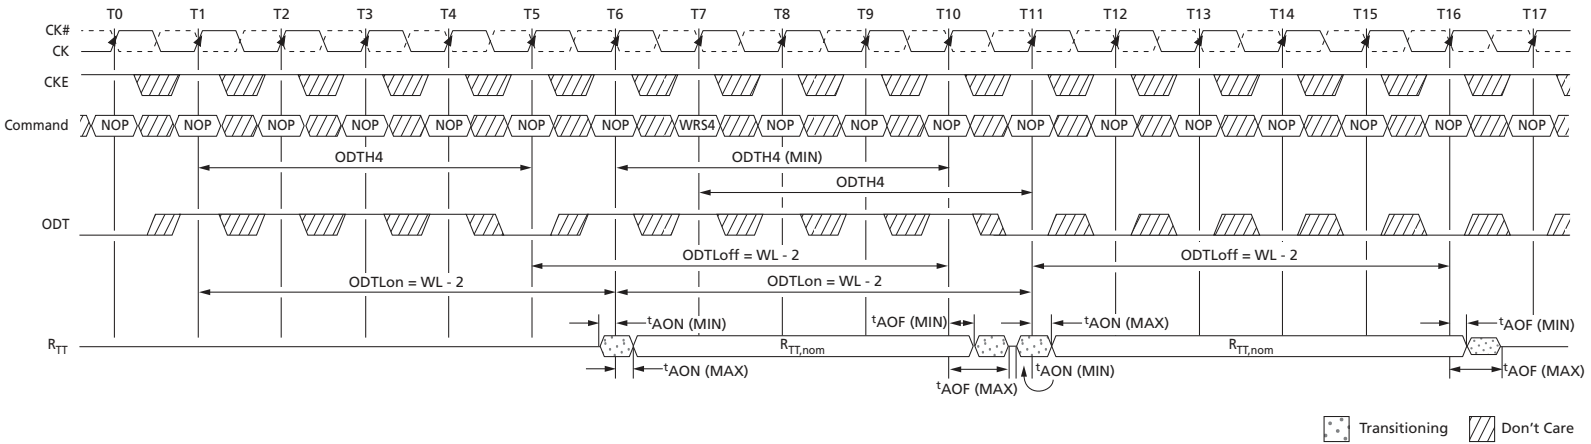 T0 T1 T2 T3 T4 T5 T6 T7 T8 T9 T10 T11 T12 T13 T14 T15 T16 T17
CK#
CK
CKE
Command NOP NOP NOP NOP NOP NOP NOP WRS4 NOP NOP NOP NOP NOP NOP NOP NOP NOP NOP
ODTH4 ODTH4 (MIN)
ODTH4
ODT
ODTLoff = WL - 2 ODTLoff = WL - 2
ODTLon = WL - 2 ODTLon = WL - 2
tAON (MIN) tAOF (MIN) tAON (MAX) tAOF (MIN)
RTT RTT,nom RTT,nom
tAON (MAX) tAON (MIN) tAOF (MAX)
tAOF (MAX)
Transitioning Don't Care